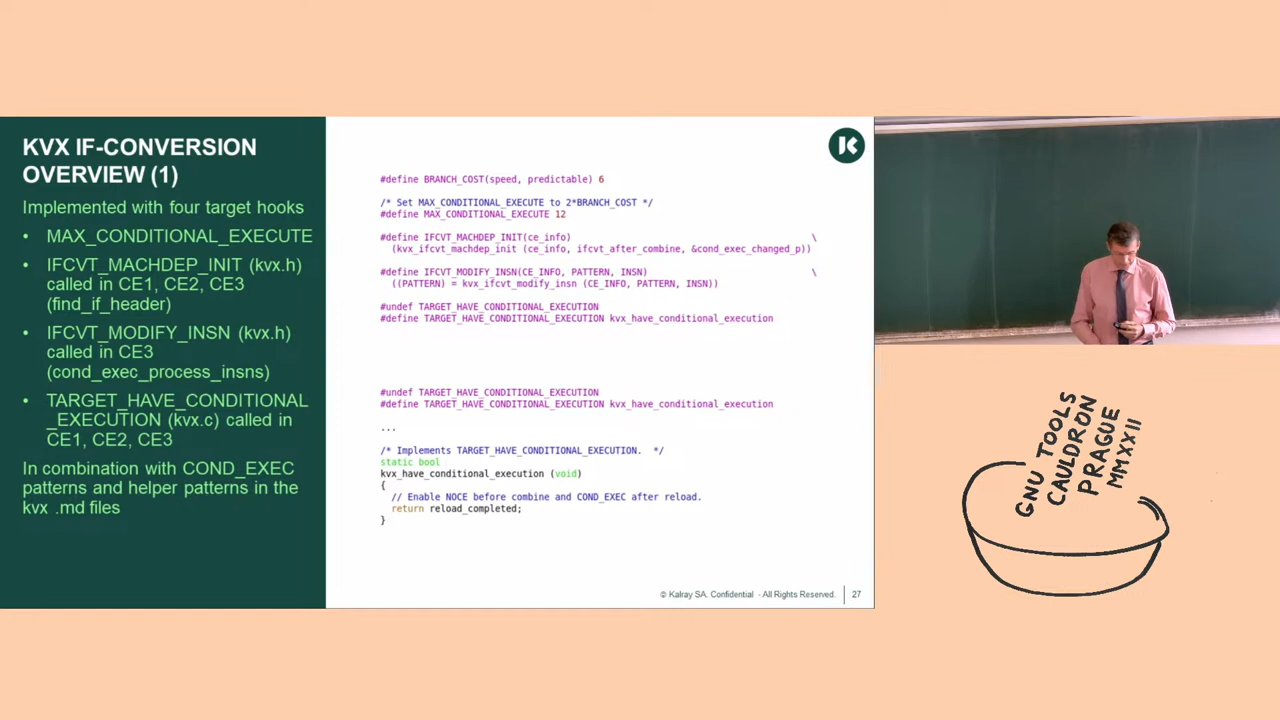 KVX IF-CONVERSION
OVERVIEW (1)
Implemented with four target hooks
• MAX_CONDITIONAL_EXECUTE
• IFCVT_MACHDEP_INIT (kvx.h)
called in CE1, CE2, CE3
(find_if_header)
• IFCVT_MODIFY_INSN (kvx.h)
called in CE3
(cond_exec_process_insns)
• TARGET_HAVE_CONDITIONAL
_EXECUTION (kvx.c) called in
CE1, CE2, CE3
In combination with COND_EXEC
patterns and helper patterns in the
kvx .md files
#define BRANCH_COST(speed, predictable) 6
/* Set MAX_CONDITIONAL_EXECUTE to 2*BRANCH_COST */
#define MAX_CONDITIONAL_EXECUTE 12
#define IFCVT_MACHDEP_INIT(ce_info) \
(kvx_ifcvt_machdep_init (ce_info, ifcvt_after_combine, &cond_exec_changed_p))
#define IFCVT_MODIFY_INSN(CE_INFO, PATTERN, INSN) \
((PATTERN) = kvx_ifcvt_modify_insn (CE_INFO, PATTERN, INSN))
#undef TARGET_HAVE_CONDITIONAL_EXECUTION
#define TARGET_HAVE_CONDITIONAL_EXECUTION kvx_have_conditional_execution
#undef TARGET_HAVE_CONDITIONAL_EXECUTION
#define TARGET_HAVE_CONDITIONAL_EXECUTION kvx_have_conditional_execution
...
/* Implements TARGET_HAVE_CONDITIONAL_EXECUTION. */
static bool
kvx_have_conditional_execution (void)
{
// Enable NOCE before combine and COND_EXEC after reload.
return reload_completed;
}
© Kalray SA. Confidential - All Rights Reserved. 27
GNU TOOLS
CAULDRON
PRAGUE
MMXXII